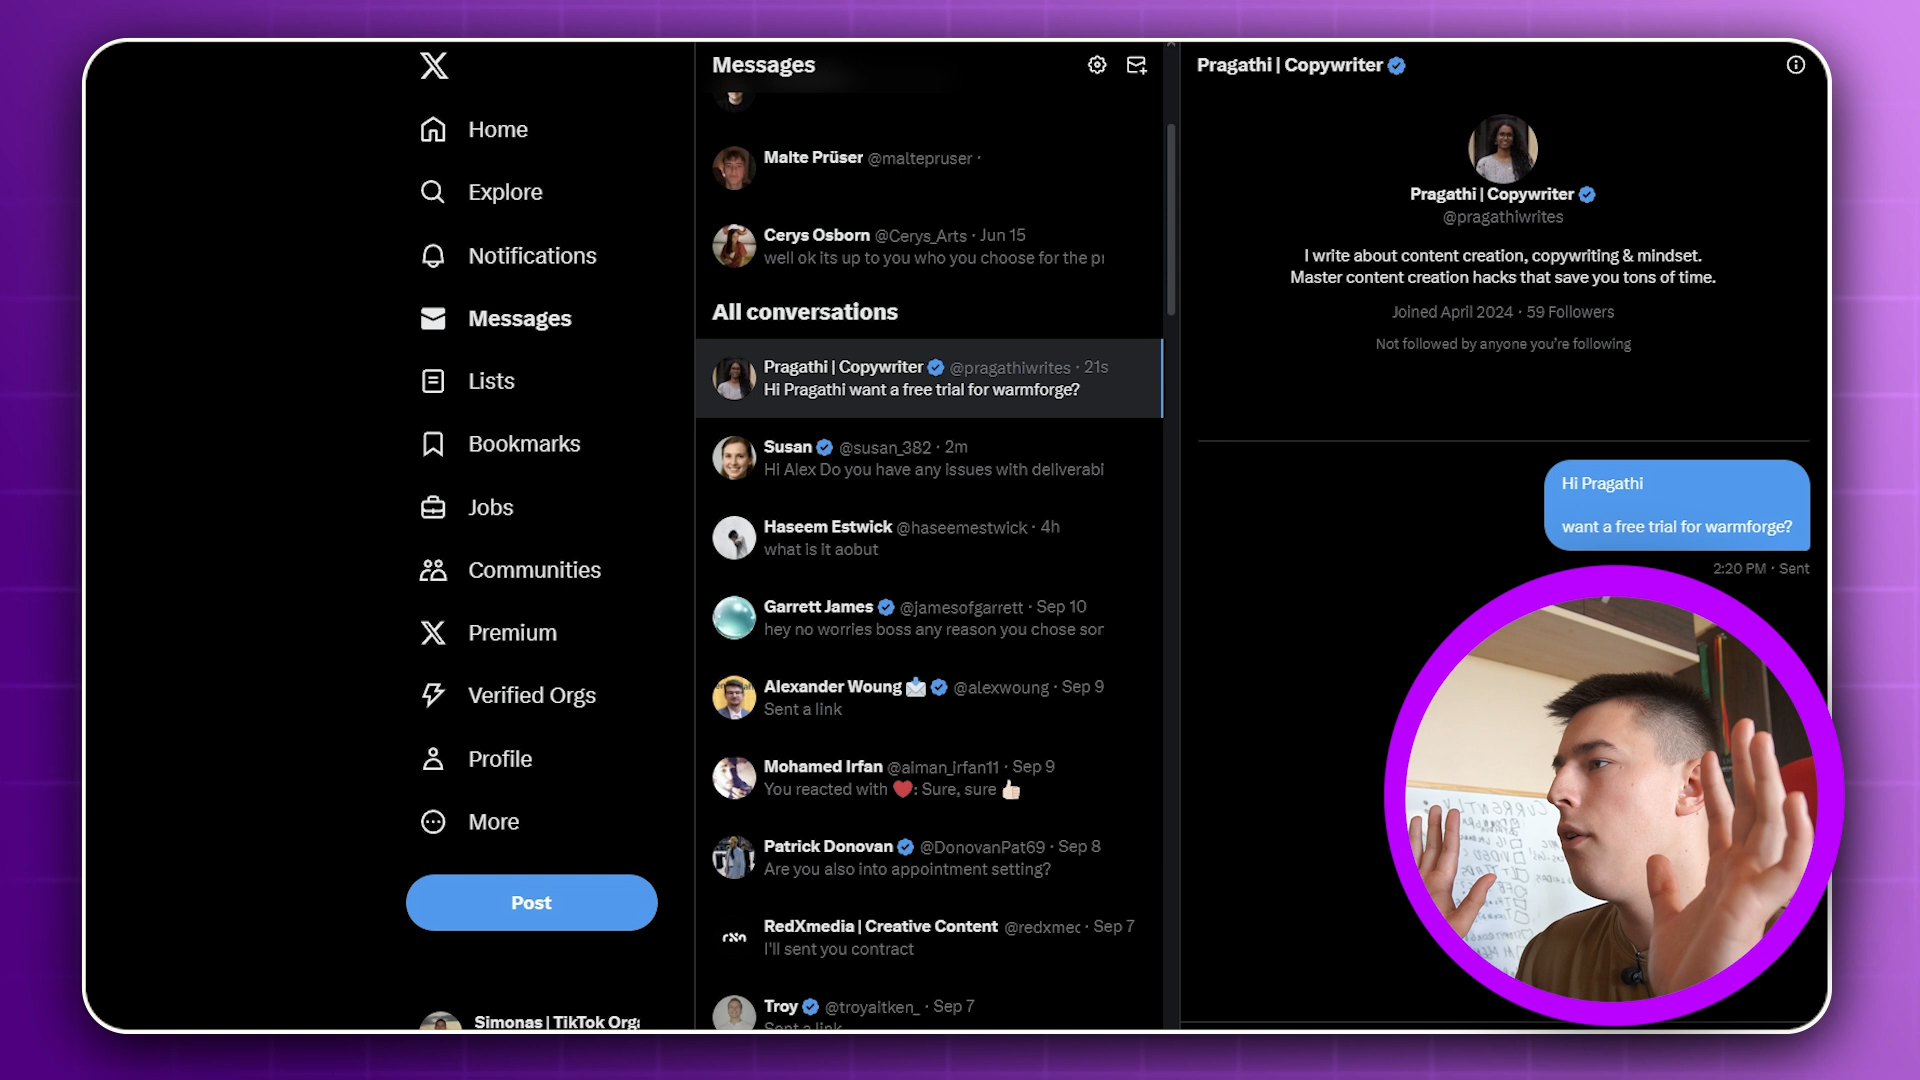 Home
Explore
Notifications
Messages
Lists
Bookmarks
Jobs
Communities
Premium
Verified Orgs
Profile
More
Post
Simonas | TikTok Orga
Messages
Malte Prüser @maltepruser ·
Cerys Osborn @Cerys_Arts · Jun 15
well ok its up to you who you choose for the pr
All conversations
Pragathi | Copywriter @pragathiwrites · 21s
Hi Pragathi want a free trial for warmforge?
Susan @susan_382 · 2m
Hi Alex Do you have any issues with deliverabi
Haseem Estwick @haseemestwick · 4h
what is it aobut
Garrett James @jamesofgarrett · Sep 10
hey no worries boss any reason you chose som
Alexander Woung 📩 @alexwoung · Sep 9
Sent a link
Mohamed Irfan @aiman_irfan11 · Sep 9
You reacted with ❤️: Sure, sure 👍🏻
Patrick Donovan @DonovanPat69 · Sep 8
Are you also into appointment setting?
RedXmedia | Creative Content @redxmec · Sep 7
I'll sent you contract
Troy @troyaitken_ · Sep 7
Sent a link
Pragathi | Copywriter
Pragathi | Copywriter
@pragathiwrites
I write about content creation, copywriting & mindset.
Master content creation hacks that save you tons of time.
Joined April 2024 · 59 Followers
Not followed by anyone you're following
Hi Pragathi
want a free trial for warmforge?
2:20 PM · Sent